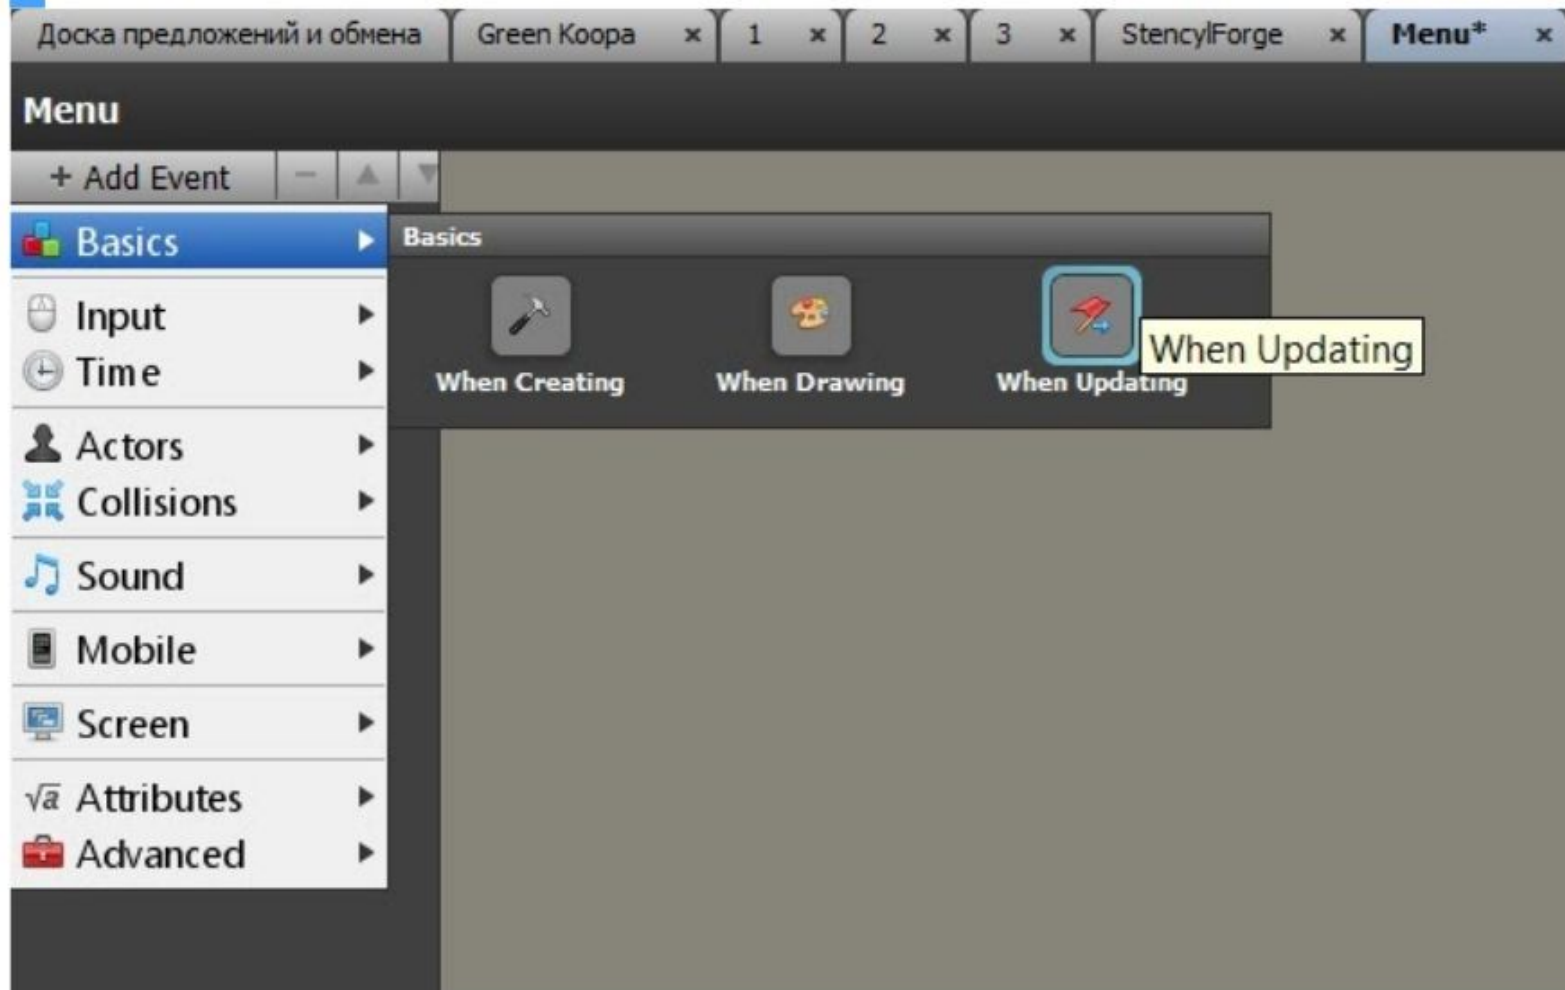 Доска предложений и обмена Green Koopa × 1 × 2 × 3 × StencylForge × Menu* ×
Menu
+ Add Event
Basics
Basics
When Creating When Drawing When Updating
When Updating
Input
Time
Actors
Collisions
Sound
Mobile
Screen
√a Attributes
Advanced